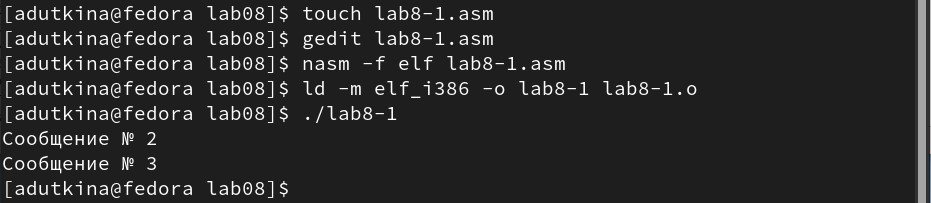 [adutkina@fedora lab08]$ touch lab8-1.asm
[adutkina@fedora lab08]$ gedit lab8-1.asm
[adutkina@fedora lab08]$ nasm -f elf lab8-1.asm
[adutkina@fedora lab08]$ ld -m elf_i386 -o lab8-1 lab8-1.o
[adutkina@fedora lab08]$ ./lab8-1
Сообщение № 2
Сообщение № 3
[adutkina@fedora lab08]$